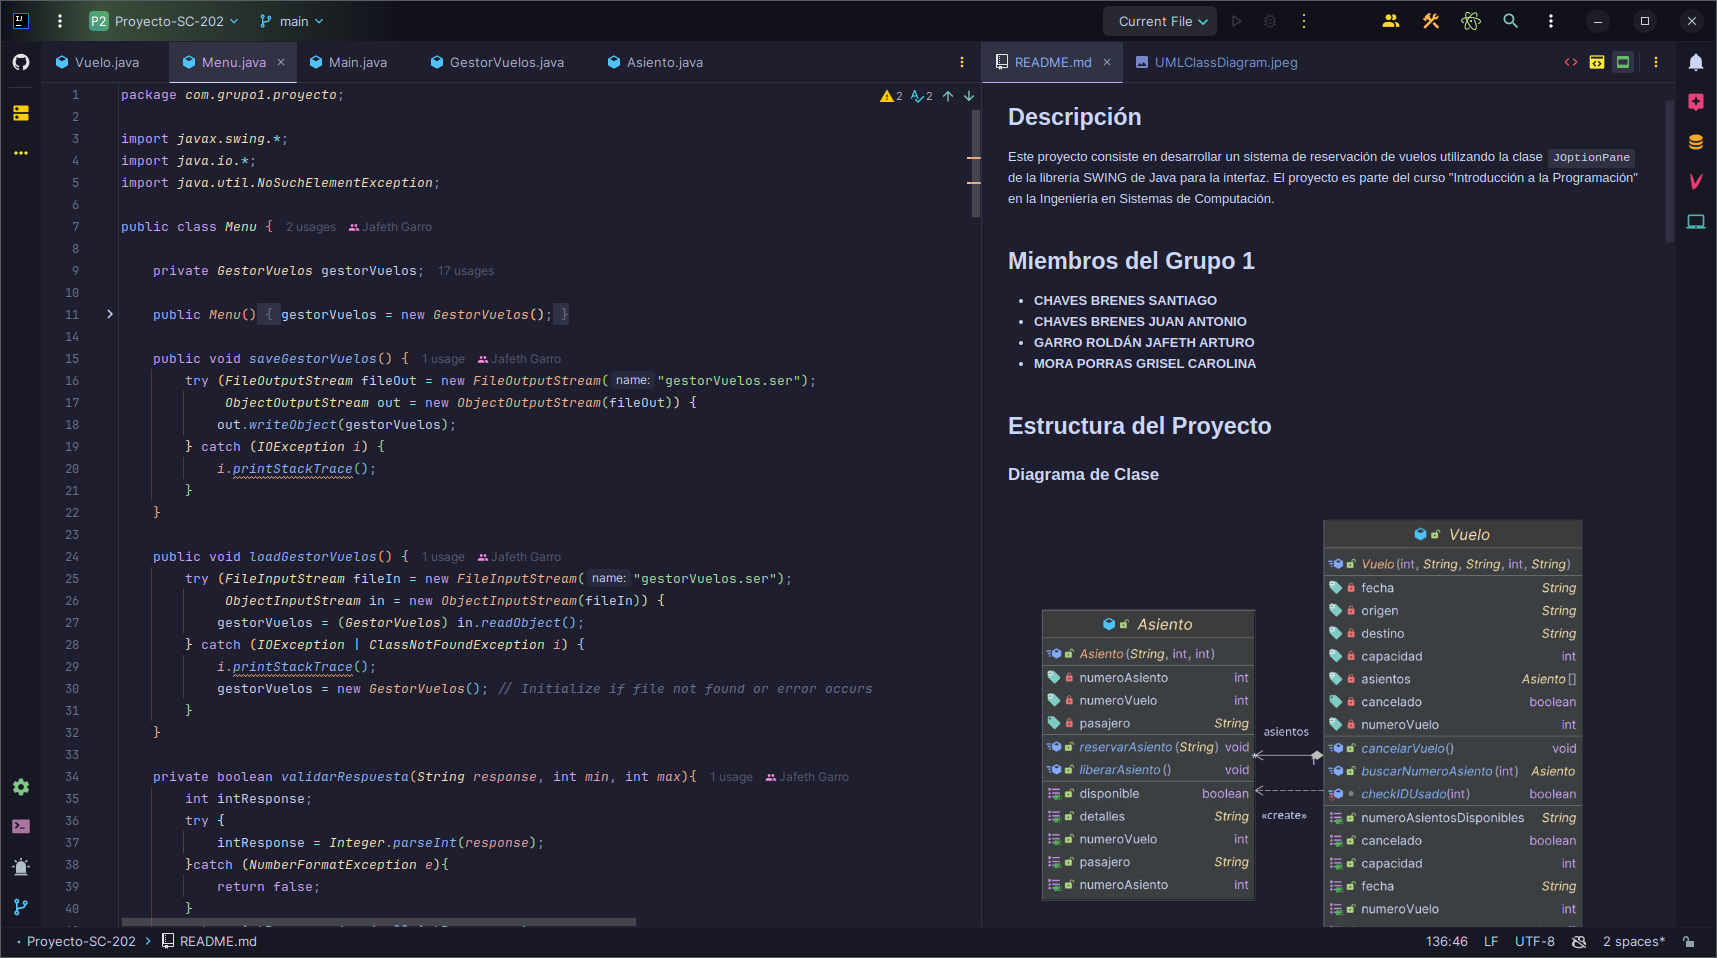 P2 Proyecto-SC-202 main Current File
Vuelo.java Menu.java Main.java GestorVuelos.java Asiento.java
1 package com.grupo1.proyecto; 2 2
2
3 import javax.swing.*;
4 import java.io.*;
5 import java.util.NoSuchElementException;
6
7 public class Menu { 2 usages Jafeth Garro
8
9 private GestorVuelos gestorVuelos; 17 usages
10
11 public Menu() { gestorVuelos = new GestorVuelos(); }
14
15 public void saveGestorVuelos() { 1 usage Jafeth Garro
16 try (FileOutputStream fileOut = new FileOutputStream( name: "gestorVuelos.ser");
17 ObjectOutputStream out = new ObjectOutputStream(fileOut)) {
18 out.writeObject(gestorVuelos);
19 } catch (IOException i) {
20 i.printStackTrace();
21 }
22 }
23
24 public void loadGestorVuelos() { 1 usage Jafeth Garro
25 try (FileInputStream fileIn = new FileInputStream( name: "gestorVuelos.ser");
26 ObjectInputStream in = new ObjectInputStream(fileIn)) {
27 gestorVuelos = (GestorVuelos) in.readObject();
28 } catch (IOException | ClassNotFoundException i) {
29 i.printStackTrace();
30 gestorVuelos = new GestorVuelos(); // Initialize if file not found or error occurs
31 }
32 }
33
34 private boolean validarRespuesta(String response, int min, int max){ 1 usage Jafeth Garro
35 int intResponse;
36 try {
37 intResponse = Integer.parseInt(response);
38 }catch (NumberFormatException e){
39 return false;
40 }
README.md UMLClassDiagram.jpeg
Descripción
Este proyecto consiste en desarrollar un sistema de reservación de vuelos utilizando la clase JOptionPane
de la librería SWING de Java para la interfaz. El proyecto es parte del curso "Introducción a la Programación"
en la Ingeniería en Sistemas de Computación.
Miembros del Grupo 1
• CHAVES BRENES SANTIAGO
• CHAVES BRENES JUAN ANTONIO
• GARRO ROLDÁN JAFETH ARTURO
• MORA PORRAS GRISEL CAROLINA
Estructura del Proyecto
Diagrama de Clase
Asiento
Asiento(String, int, int)
numeroAsiento int
numeroVuelo int
pasajero String
reservarAsiento(String) void
liberarAsiento() void
disponible boolean
detalles String
numeroVuelo int
pasajero String
numeroAsiento int
asientos
«create»
Vuelo
Vuelo(int, String, String, int, String)
fecha String
origen String
destino String
capacidad int
asientos Asiento[]
cancelado boolean
numeroVuelo int
cancelarVuelo() void
buscarNumeroAsiento(int) Asiento
checkIDUsado(int) boolean
numeroAsientosDisponibles String
cancelado boolean
capacidad int
fecha String
numeroVuelo int
Proyecto-SC-202 > README.md 136:46 LF UTF-8 2 spaces*